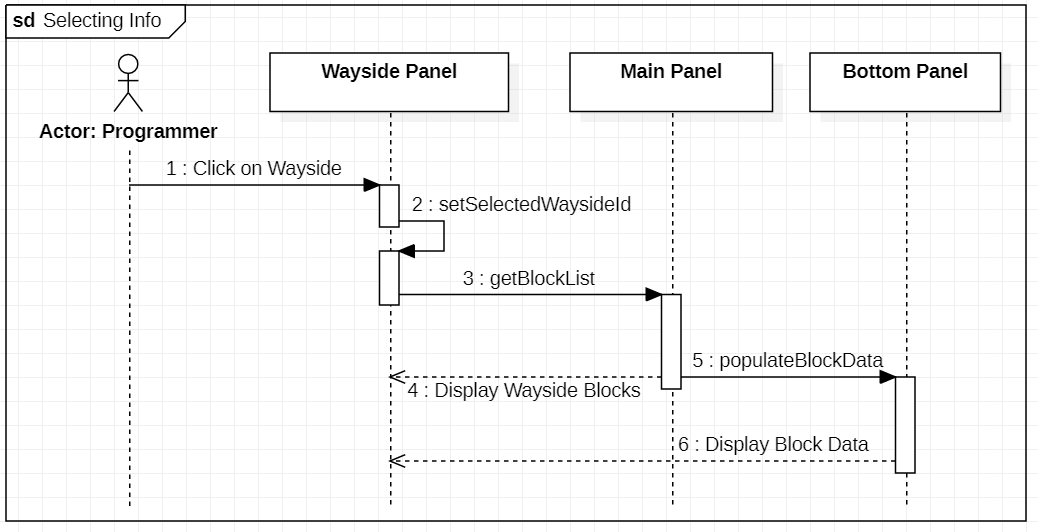 sd Selecting Info
Wayside Panel
Main Panel
Bottom Panel
Actor: Programmer
1 : Click on Wayside
2 : setSelectedWaysideId
3 : getBlockList
5 : populateBlockData
4 : Display Wayside Blocks
6 : Display Block Data